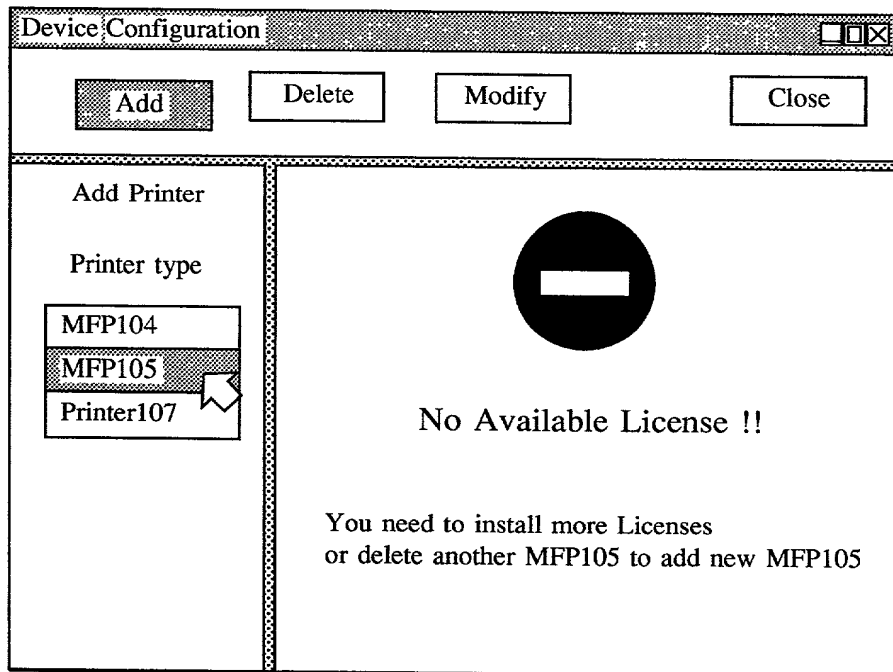 Device Configuration
Add
Delete
Modify
Close
Add Printer
Printer type
MFP104
MFP105
Printer107
No Available License !!
You need to install more Licenses
or delete another MFP105 to add new MFP105